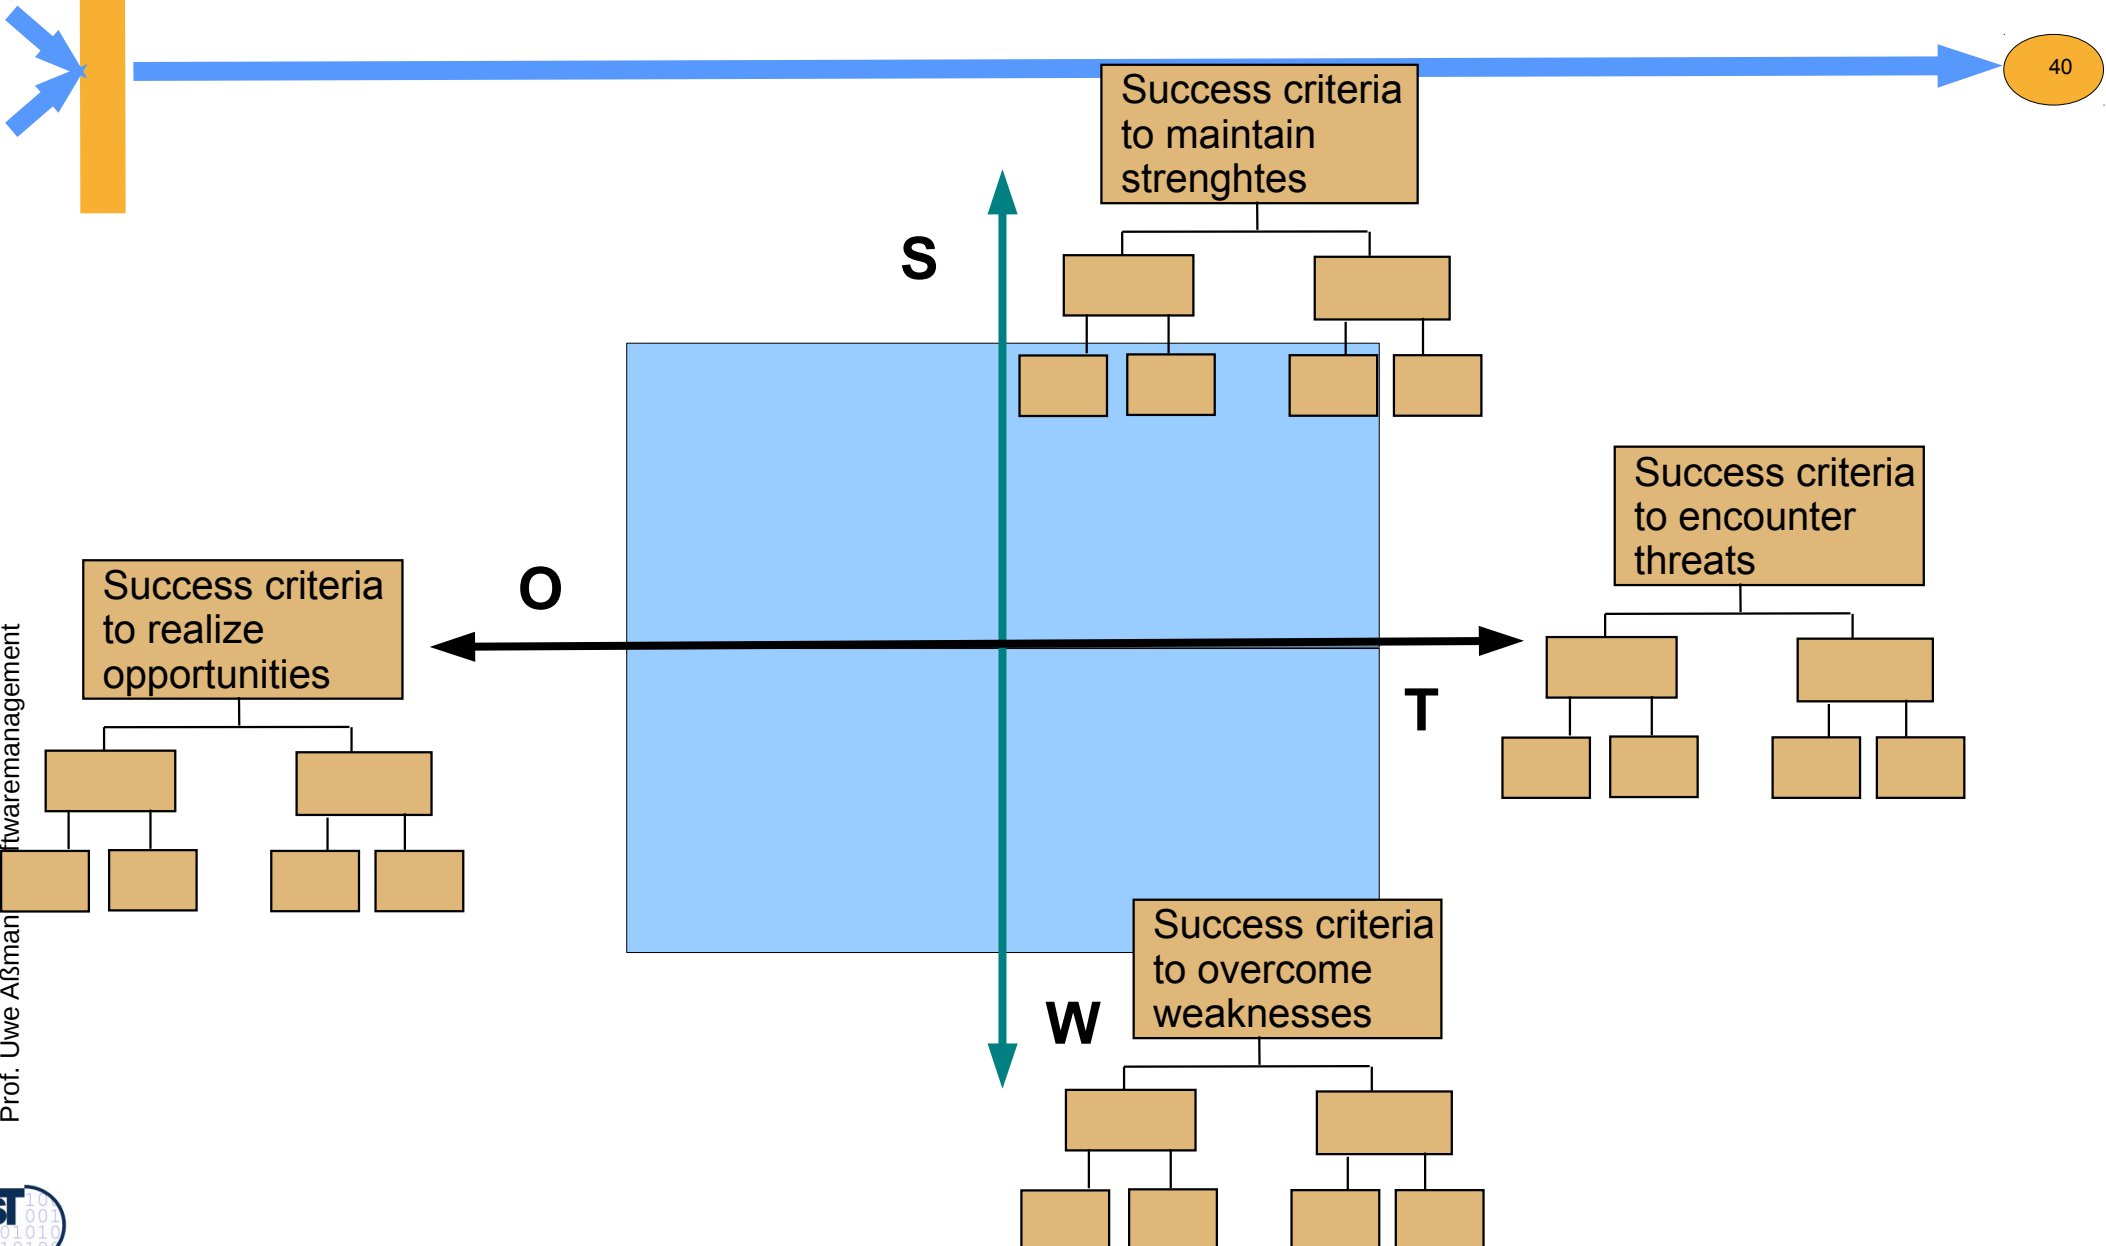 40
Success criteria
to maintain
strenghtes
S
Success criteria
to encounter
threats
O
Success criteria
to realize
opportunities
T
Success criteria
to overcome
weaknesses
W
Prof. Uwe Aßman
ftwaremanagement